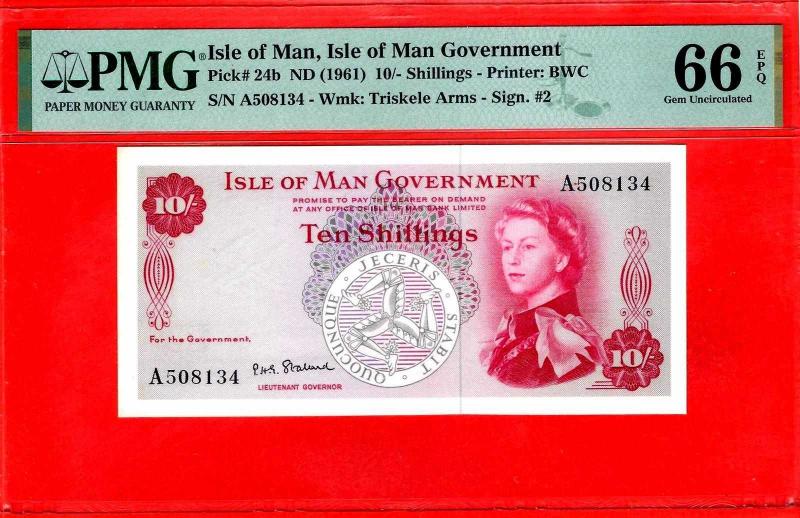 PMG
PAPER MONEY GUARANTY
®Isle of Man, Isle of Man Government
Pick# 24b ND (1961) 10/- Shillings - Printer: BWC
S/N A508134 - Wmk: Triskele Arms - Sign. #2
66 EPQ
Gem Uncirculated
ISLE OF MAN GOVERNMENT
A508134
10/-
PROMISE TO PAY THE BEARER ON DEMAND
AT ANY OFFICE OF ISLE OF MAN BANK LIMITED
Ten Shillings
QUOCUNQUE JECERIS STABIT
For the Government,
A508134
LIEUTENANT GOVERNOR
10/-